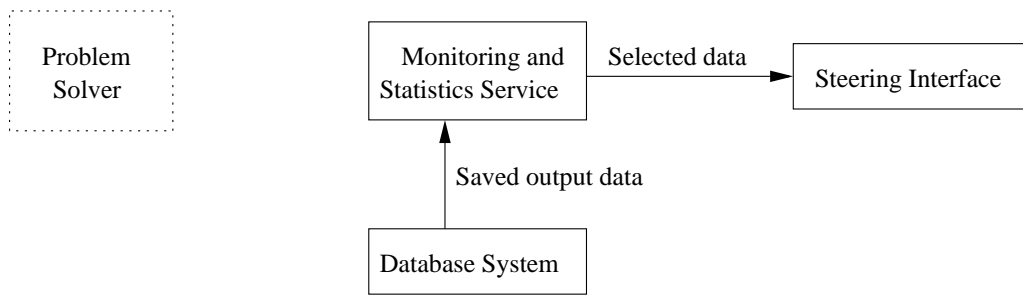 Problem
Solver
Monitoring and
Statistics Service
Selected data
Steering Interface
Saved output data
Database System